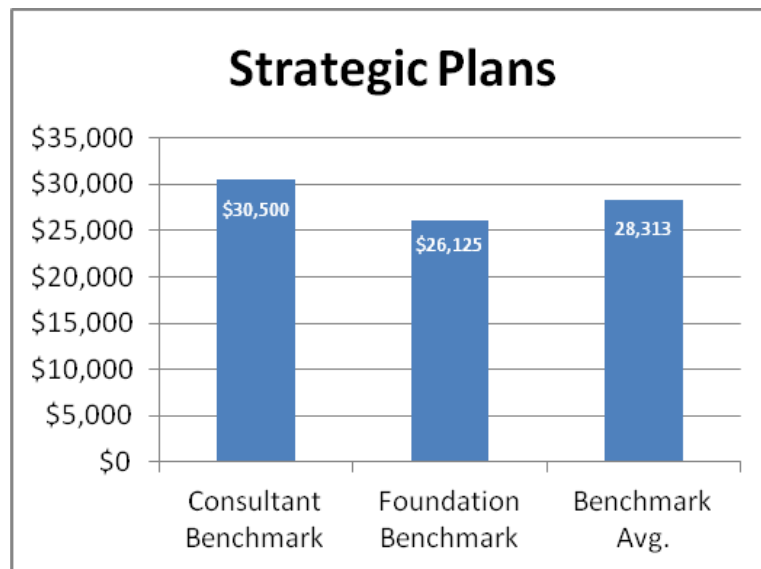 Strategic Plans
$35,000
$30,000
$25,000
$20,000
$15,000
$10,000
$5,000
$0
$30,500
$26,125
28,313
Consultant
Benchmark
Foundation
Benchmark
Benchmark
Avg.